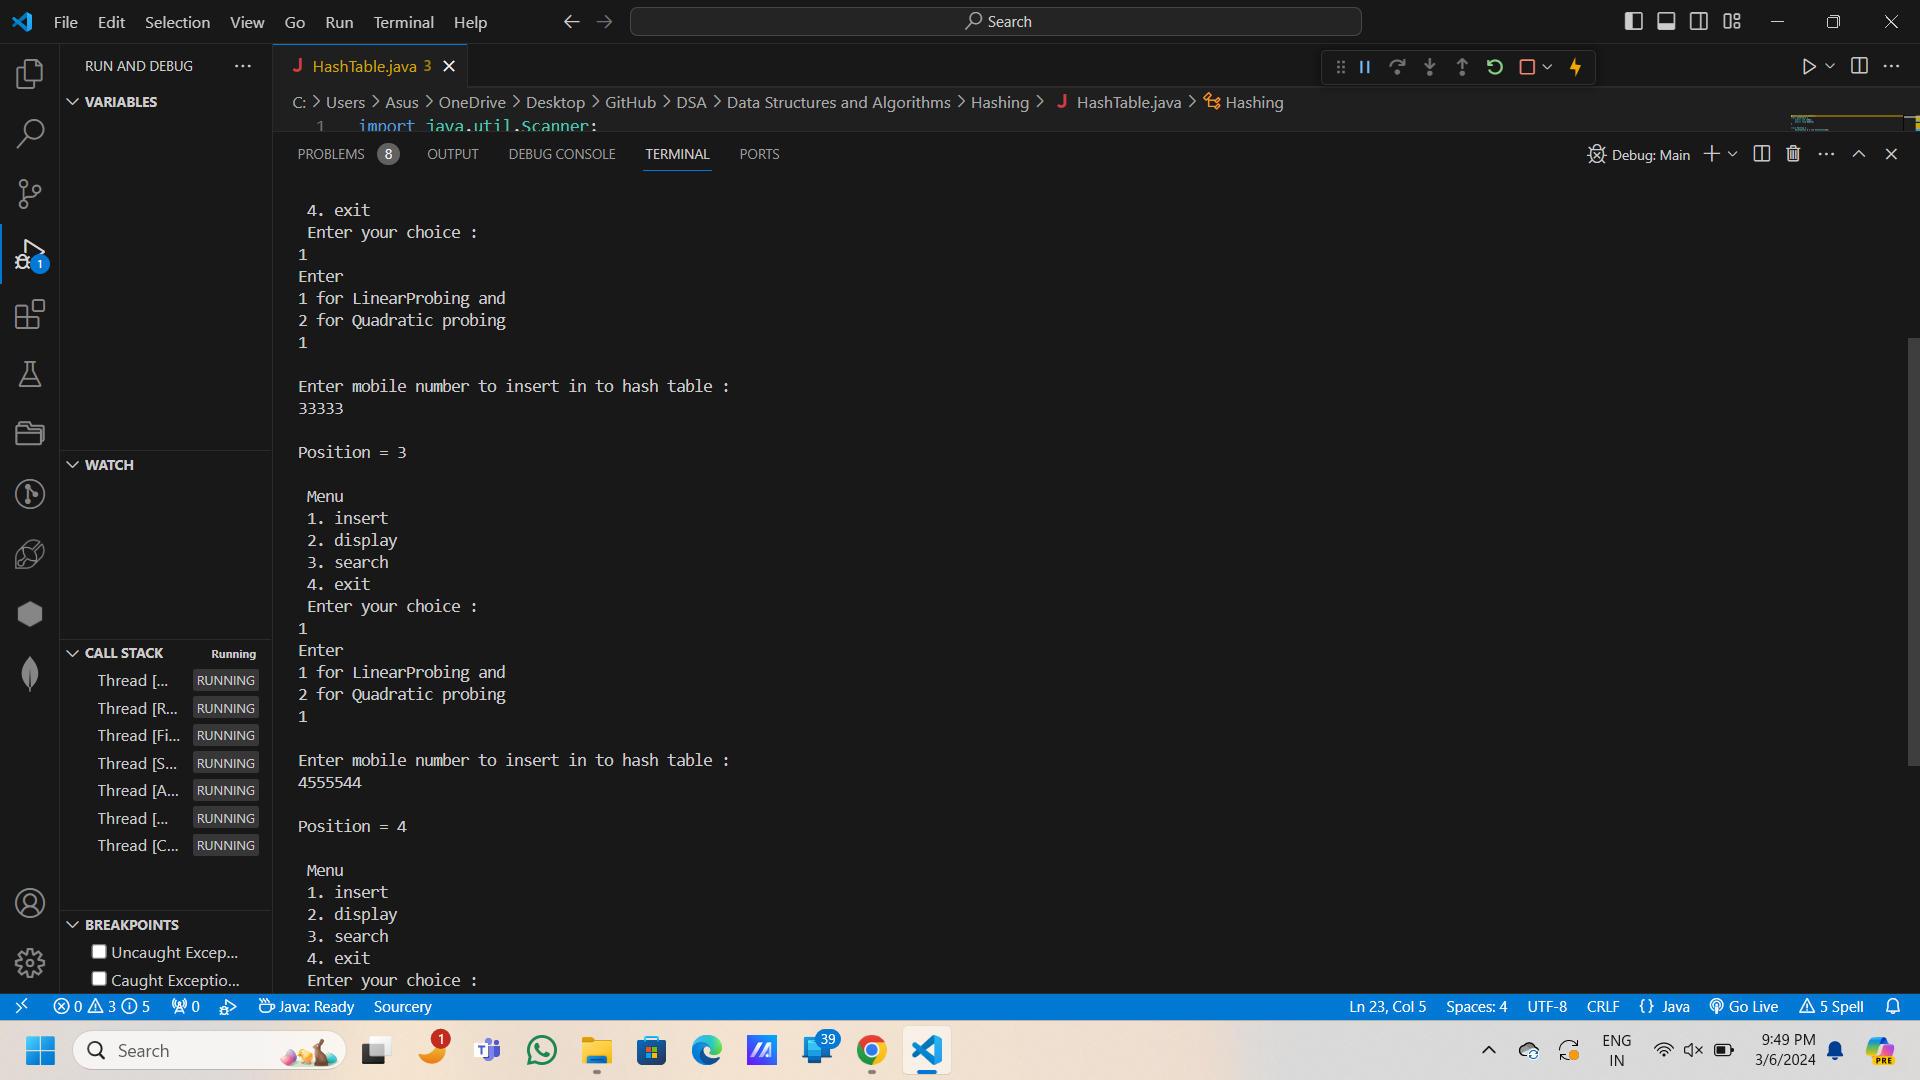 File Edit Selection View Go Run Terminal Help
Search
RUN AND DEBUG
HashTable.java 3
VARIABLES
C: > Users > Asus > OneDrive > Desktop > GitHub > DSA > Data Structures and Algorithms > Hashing > HashTable.java > Hashing
1 import java.util.Scanner;
PROBLEMS 8 OUTPUT DEBUG CONSOLE TERMINAL PORTS
Debug: Main
4. exit
Enter your choice :
1
Enter
1 for LinearProbing and
2 for Quadratic probing
1
Enter mobile number to insert in to hash table :
33333
Position = 3
Menu
1. insert
2. display
3. search
4. exit
Enter your choice :
1
Enter
1 for LinearProbing and
2 for Quadratic probing
1
Enter mobile number to insert in to hash table :
4555544
Position = 4
Menu
1. insert
2. display
3. search
4. exit
Enter your choice :
1
WATCH
CALL STACK Running
Thread [... RUNNING
Thread [R... RUNNING
Thread [Fi... RUNNING
Thread [S... RUNNING
Thread [A... RUNNING
Thread [... RUNNING
Thread [C... RUNNING
BREAKPOINTS
Uncaught Excep...
Caught Exceptio...
0 3 5 0 Java: Ready Sourcery
Ln 23, Col 5 Spaces: 4 UTF-8 CRLF {} Java Go Live 5 Spell
Search
1
39
ENG
IN
9:49 PM
3/6/2024
PRE